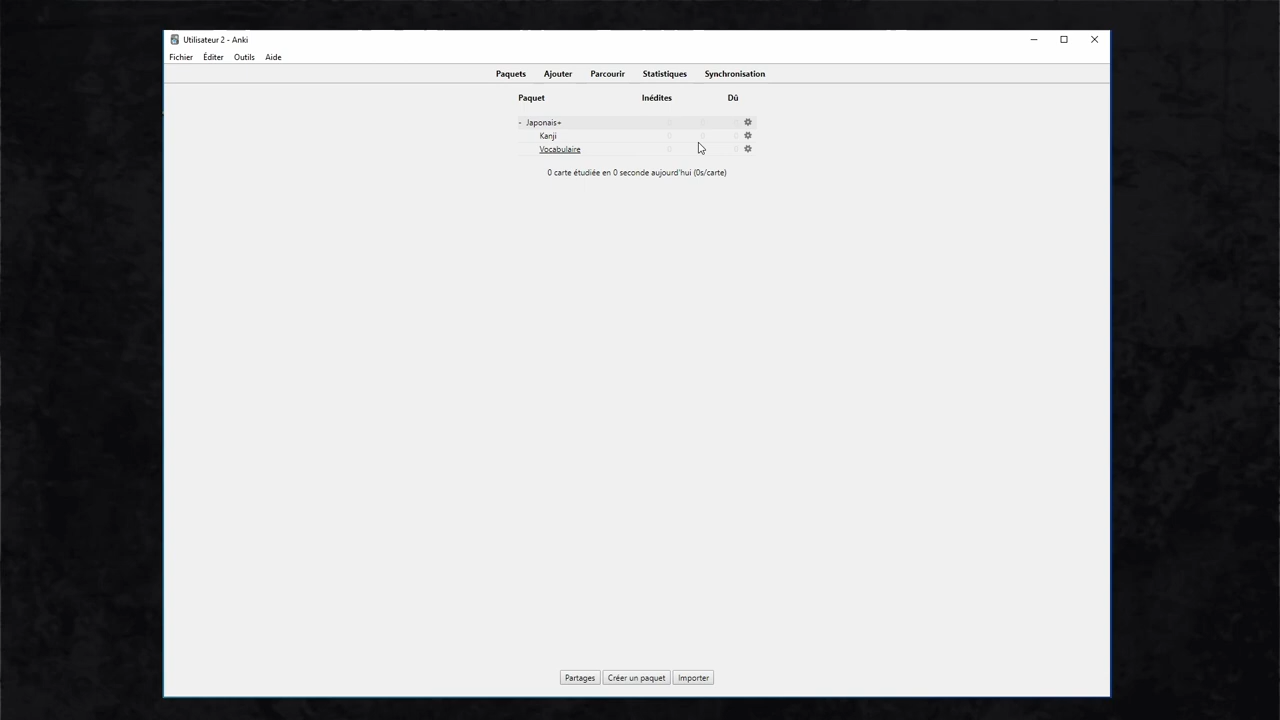 Utilisateur 2 - Anki
Fichier Éditer Outils Aide
Paquets Ajouter Parcourir Statistiques Synchronisation
Paquet Inédites Dû
- Japonais+
Kanji
Vocabulaire
0 carte étudiée en 0 seconde aujourd'hui (0s/carte)
Partages Créer un paquet Importer